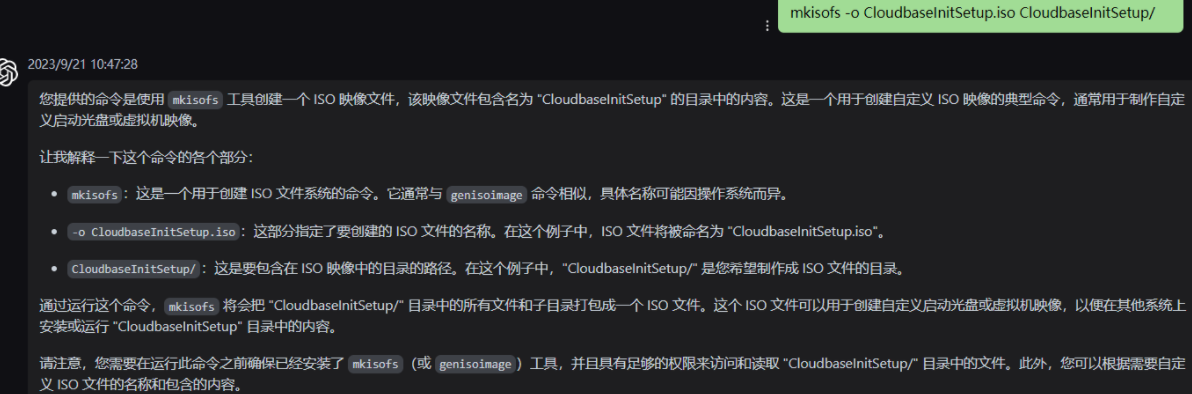 mkisofs -o CloudbaseInitSetup.iso CloudbaseInitSetup/
2023/9/21 10:47:28
您提供的命令是使用 mkisofs 工具创建一个 ISO 映像文件，该映像文件包含名为 "CloudbaseInitSetup" 的目录中的内容。这是一个用于创建自定义 ISO 映像的典型命令，通常用于制作自定
义启动光盘或虚拟机映像。
让我解释一下这个命令的各个部分：
• mkisofs：这是一个用于创建 ISO 文件系统的命令。它通常与 genisoimage 命令相似，具体名称可能因操作系统而异。
• -o CloudbaseInitSetup.iso：这部分指定了要创建的 ISO 文件的名称。在这个例子中，ISO 文件将被命名为 "CloudbaseInitSetup.iso"。
• CloudbaseInitSetup/：这是要包含在 ISO 映像中的目录的路径。在这个例子中，"CloudbaseInitSetup/" 是您希望制作成 ISO 文件的目录。
通过运行这个命令，mkisofs 将会把 "CloudbaseInitSetup/" 目录中的所有文件和子目录打包成一个 ISO 文件。这个 ISO 文件可以用于创建自定义启动光盘或虚拟机映像，以便在其他系统上
安装或运行 "CloudbaseInitSetup" 目录中的内容。
请注意，您需要在运行此命令之前确保已经安装了 mkisofs（或 genisoimage）工具，并且具有足够的权限来访问和读取 "CloudbaseInitSetup/" 目录中的文件。此外，您可以根据需要自定
义 ISO 文件的名称和包含的内容。